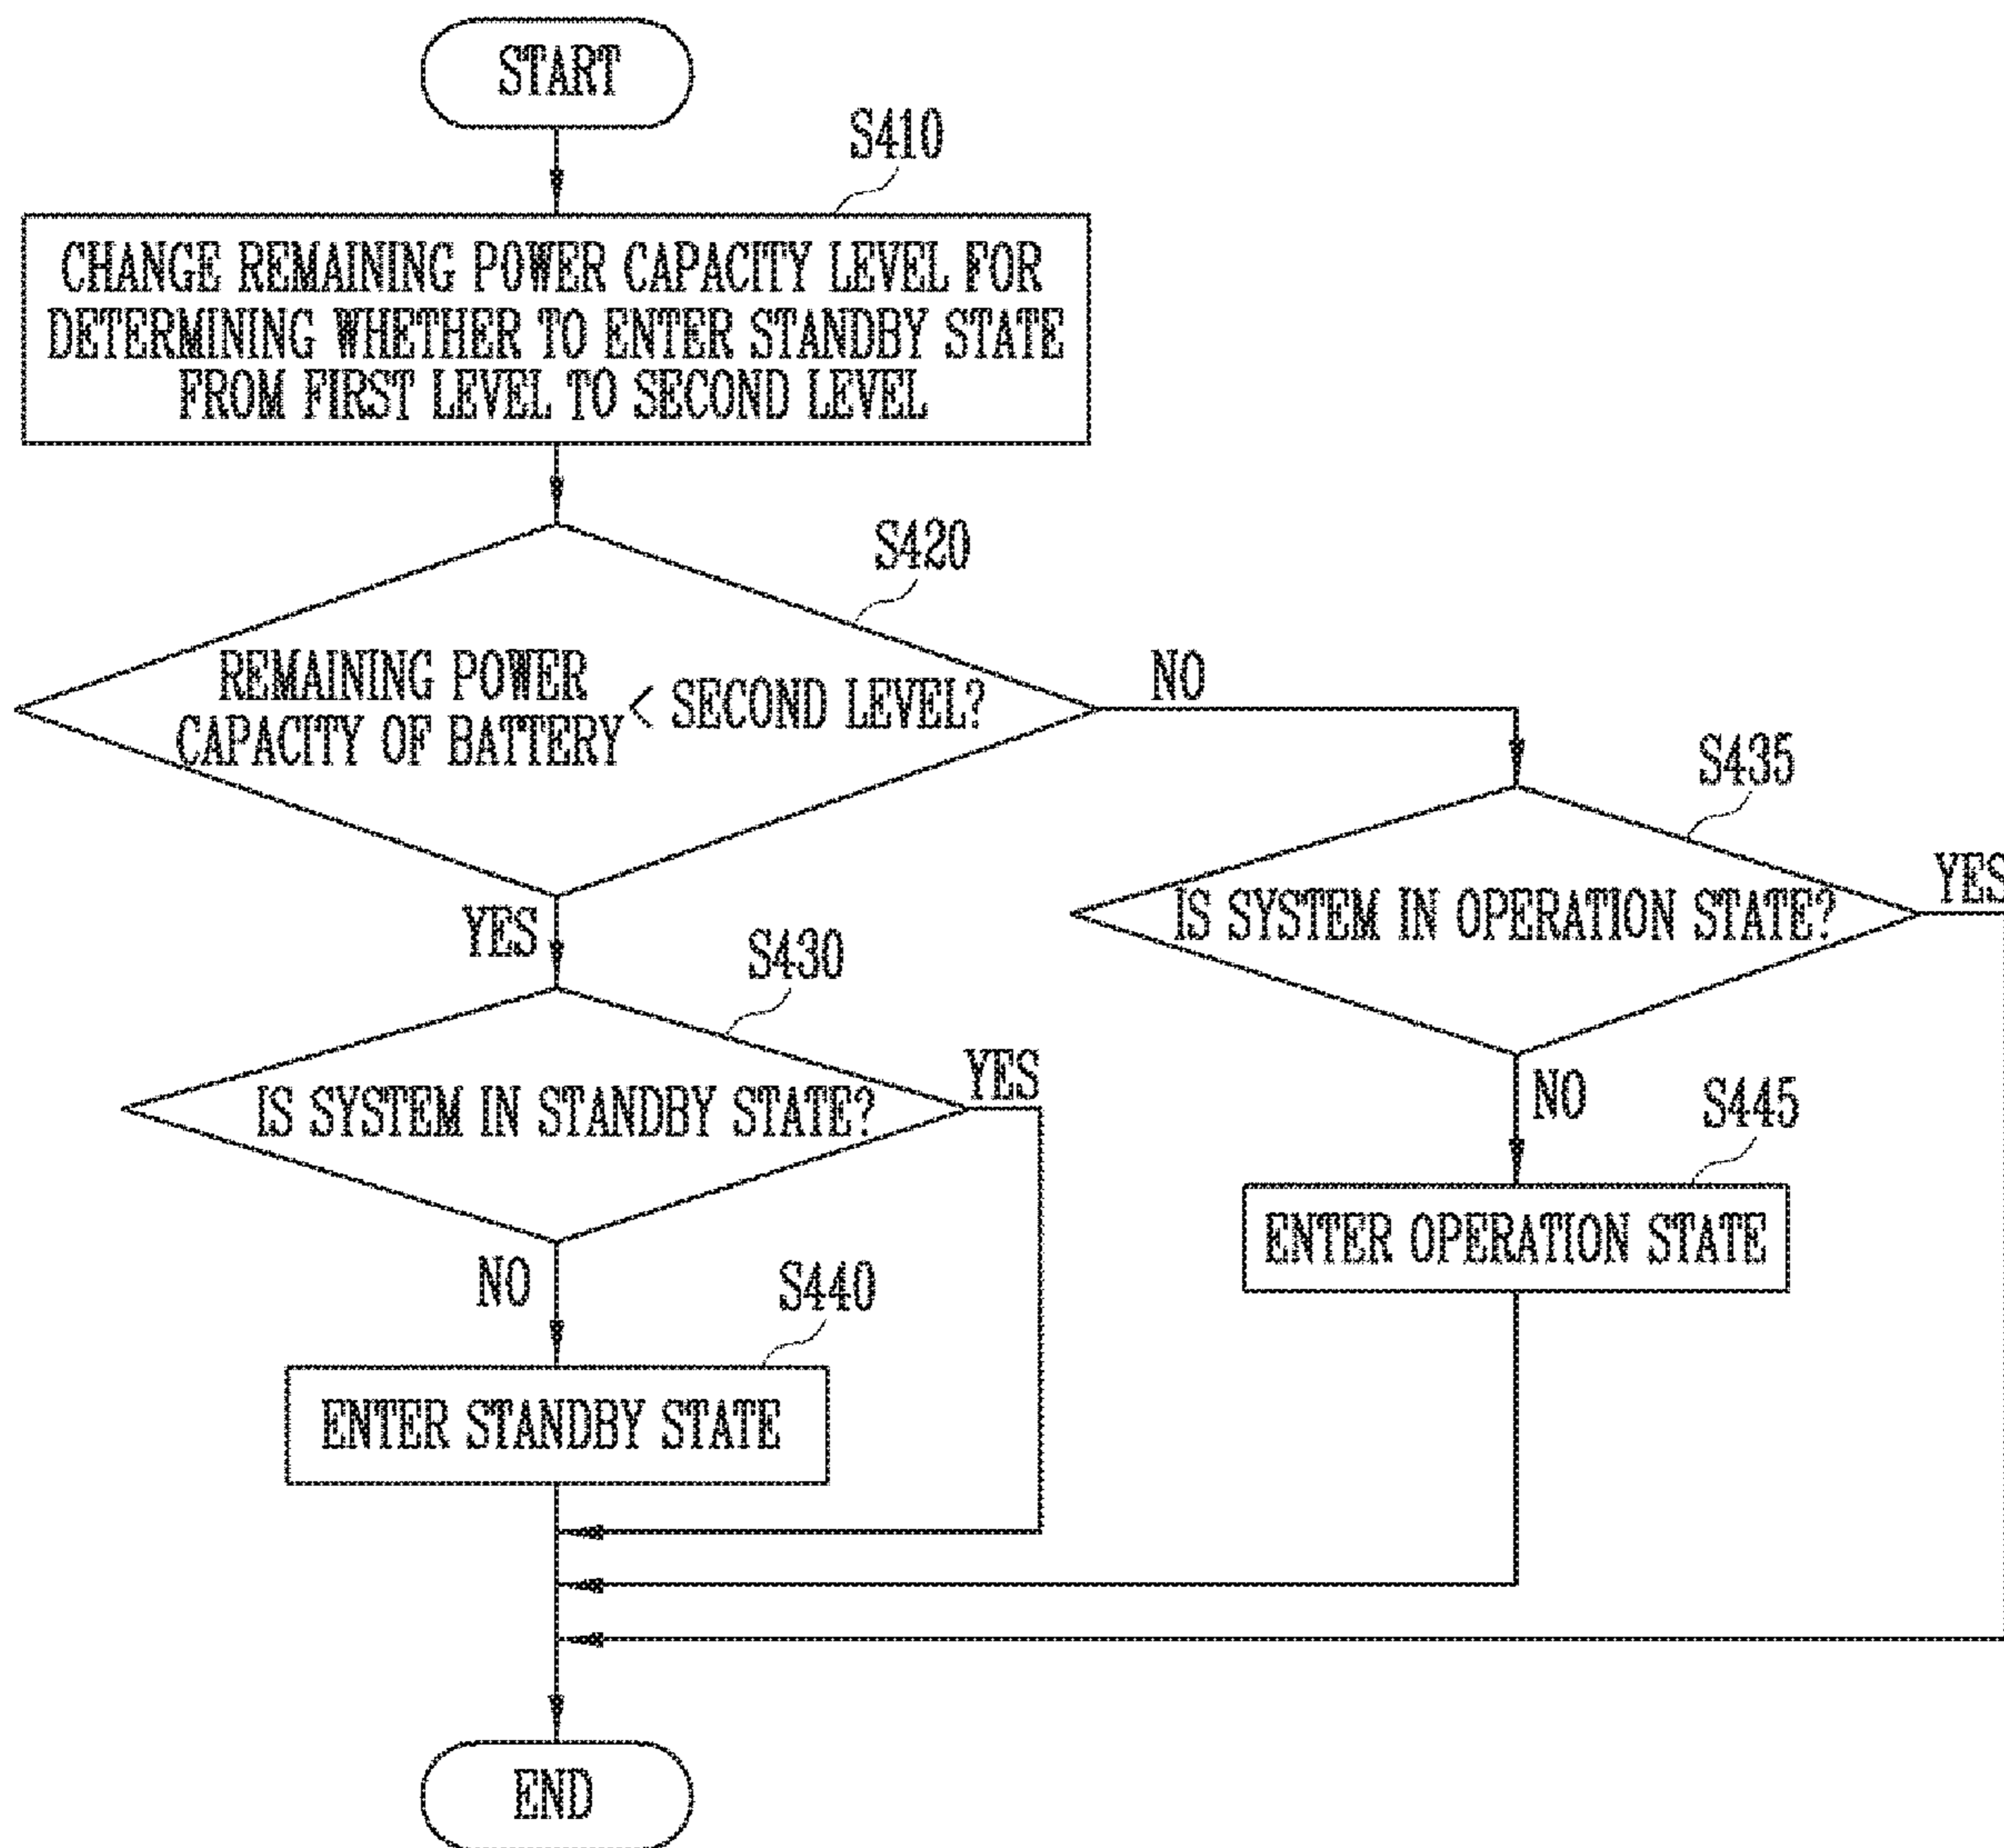 START
S410
CHANGE REMAINING POWER CAPACITY LEVEL FOR
DETERMINING WHETHER TO ENTER STANDBY STATE
FROM FIRST LEVEL TO SECOND LEVEL
S420
REMAINING POWER
CAPACITY OF BATTERY < SECOND LEVEL?
NO
YES
S435
IS SYSTEM IN OPERATION STATE?
YES
NO
S430
IS SYSTEM IN STANDBY STATE?
YES
NO
S445
ENTER OPERATION STATE
S440
ENTER STANDBY STATE
END